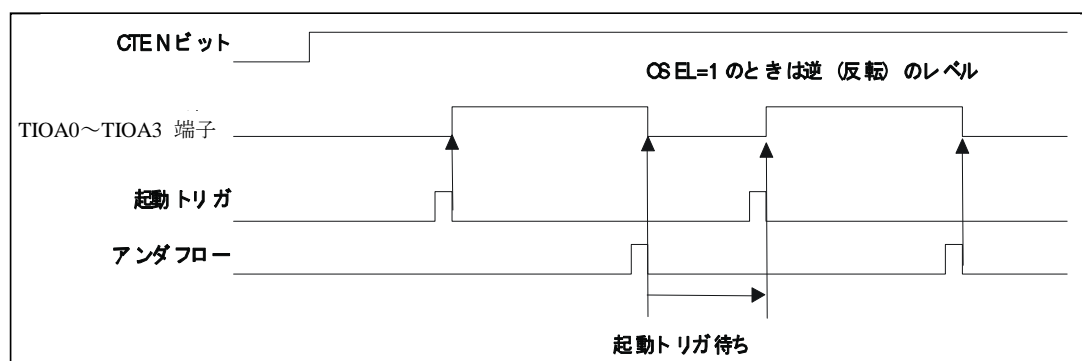 CTENビット
OSEL=1のときは逆（反転）のレベル
TIOA0～TIOA3 端子
起動トリガ
アンダフロー
起動トリガ待ち